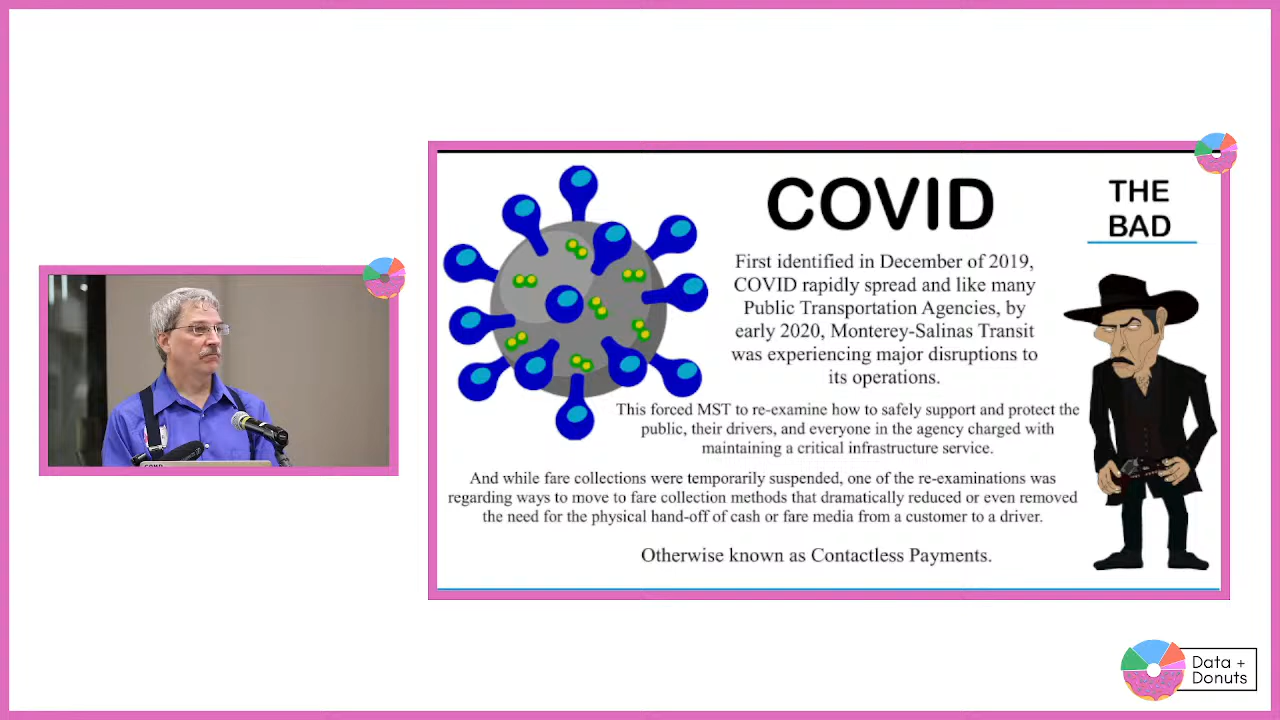 COVID
THE
BAD
First identified in December of 2019,
COVID rapidly spread and like many
Public Transportation Agencies, by
early 2020, Monterey-Salinas Transit
was experiencing major disruptions to
its operations.
This forced MST to re-examine how to safely support and protect the
public, their drivers, and everyone in the agency charged with
maintaining a critical infrastructure service.
And while fare collections were temporarily suspended, one of the re-examinations was
regarding ways to move to fare collection methods that dramatically reduced or even removed
the need for the physical hand-off of cash or fare media from a customer to a driver.
Otherwise known as Contactless Payments.
Data +
Donuts